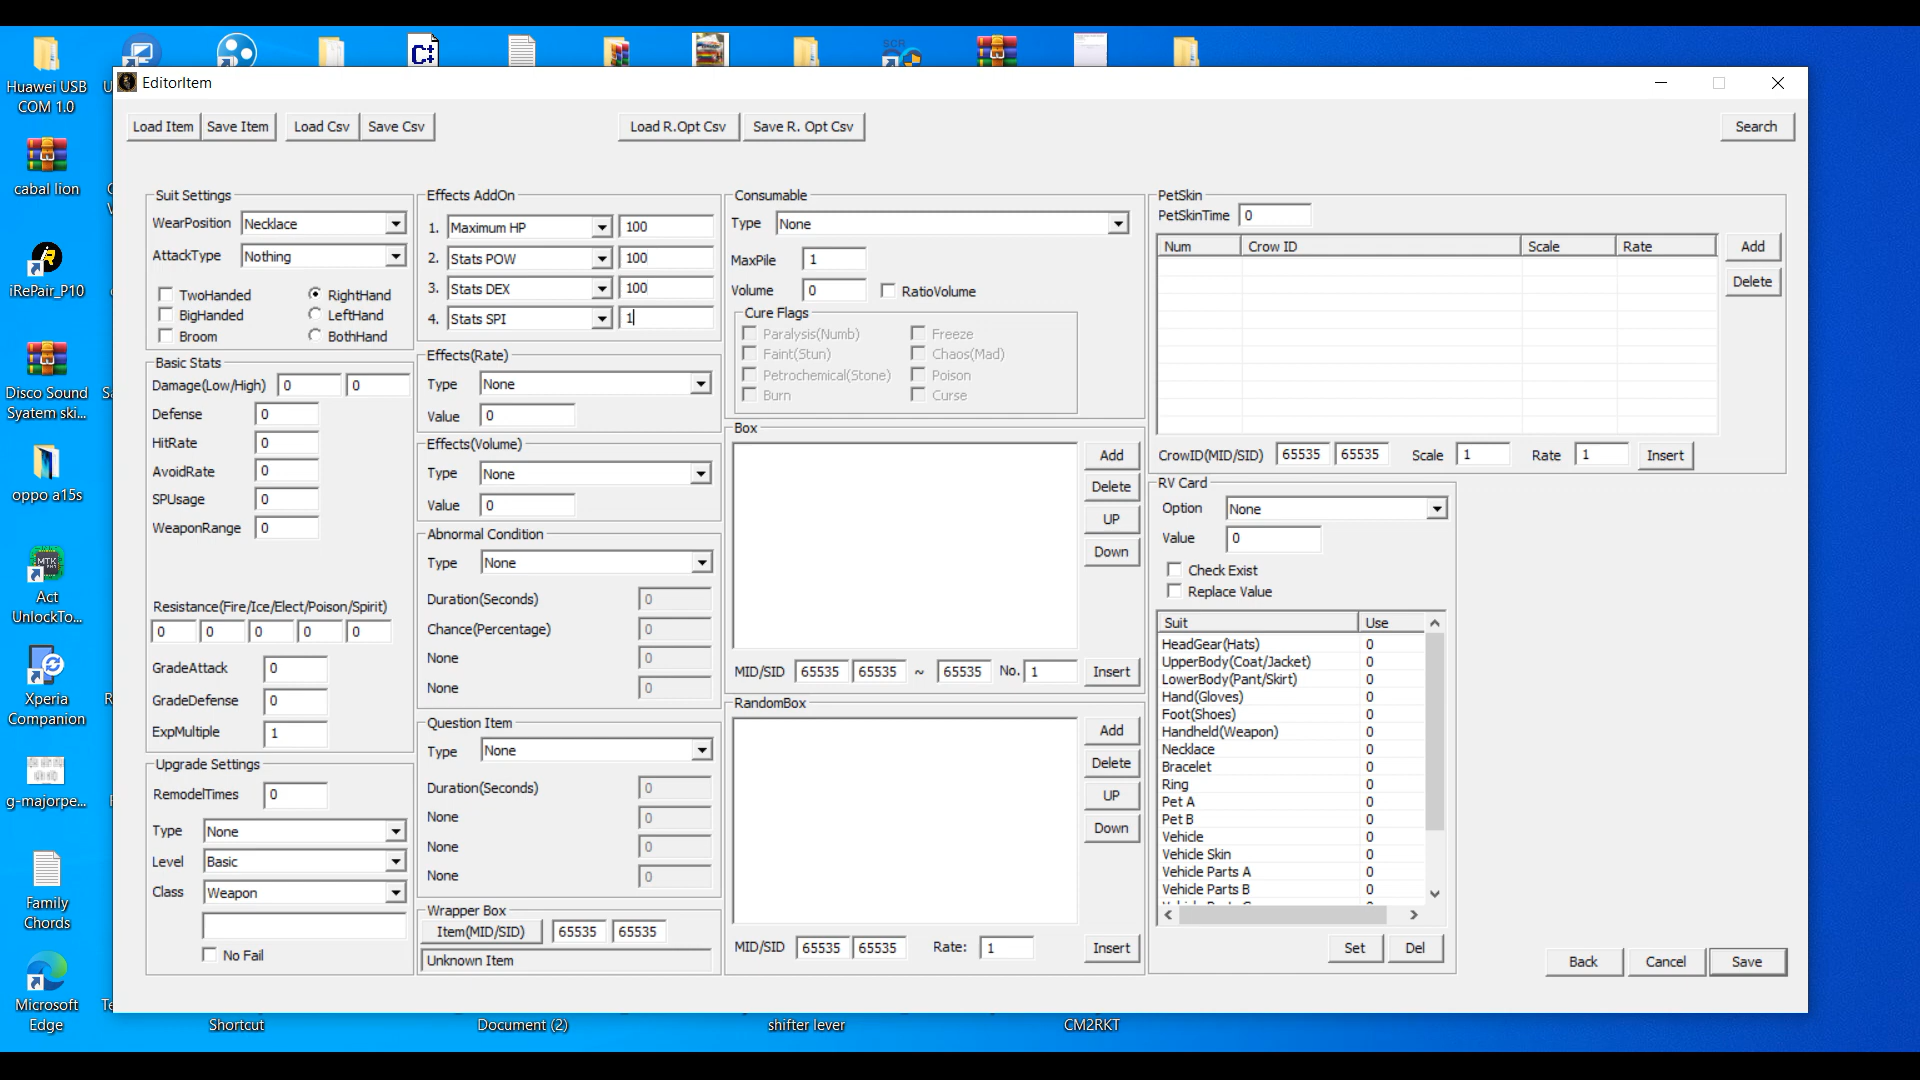 Huawei USB
COM 1.0
cabal lion
iRePair_P10
Disco Sound
Syatem ski...
oppo a15s
MTK
Act
UnlockTo...
Xperia
Companion
g-majorpe...
Family
Chords
Microsoft
Edge
Shortcut
Document (2)
shifter lever
CM2RKT
EditorItem
Load Item
Save Item
Load Csv
Save Csv
Load R.Opt Csv
Save R. Opt Csv
Search
Suit Settings
WearPosition Necklace
AttackType Nothing
TwoHanded RightHand
BigHanded LeftHand
Broom BothHand
Basic Stats
Damage(Low/High) 0 0
Defense 0
HitRate 0
AvoidRate 0
SPUsage 0
WeaponRange 0
Resistance(Fire/Ice/Elect/Poison/Spirit)
0 0 0 0 0
GradeAttack 0
GradeDefense 0
ExpMultiple 1
Upgrade Settings
RemodelTimes 0
Type None
Level Basic
Class Weapon
No Fail
Effects AddOn
1. Maximum HP 100
2. Stats POW 100
3. Stats DEX 100
4. Stats SPI 1
Effects(Rate)
Type None
Value 0
Effects(Volume)
Type None
Value 0
Abnormal Condition
Type None
Duration(Seconds) 0
Chance(Percentage) 0
None 0
None 0
Question Item
Type None
Duration(Seconds) 0
None 0
None 0
None 0
Wrapper Box
Item(MID/SID) 65535 65535
Unknown Item
Consumable
Type None
MaxPile 1
Volume 0 RatioVolume
Cure Flags
Paralysis(Numb) Freeze
Faint(Stun) Chaos(Mad)
Petrochemical(Stone) Poison
Burn Curse
Box
Add
Delete
UP
Down
MID/SID 65535 65535 ~ 65535 No. 1 Insert
RandomBox
Add
Delete
UP
Down
MID/SID 65535 65535 Rate: 1 Insert
PetSkin
PetSkinTime 0
Num Crow ID Scale Rate
Add
Delete
CrowID(MID/SID) 65535 65535 Scale 1 Rate 1 Insert
RV Card
Option None
Value 0
Check Exist
Replace Value
Suit Use
HeadGear(Hats) 0
UpperBody(Coat/Jacket) 0
LowerBody(Pant/Skirt) 0
Hand(Gloves) 0
Foot(Shoes) 0
Handheld(Weapon) 0
Necklace 0
Bracelet 0
Ring 0
Pet A 0
Pet B 0
Vehicle 0
Vehicle Skin 0
Vehicle Parts A 0
Vehicle Parts B 0
Set Del
Back Cancel Save